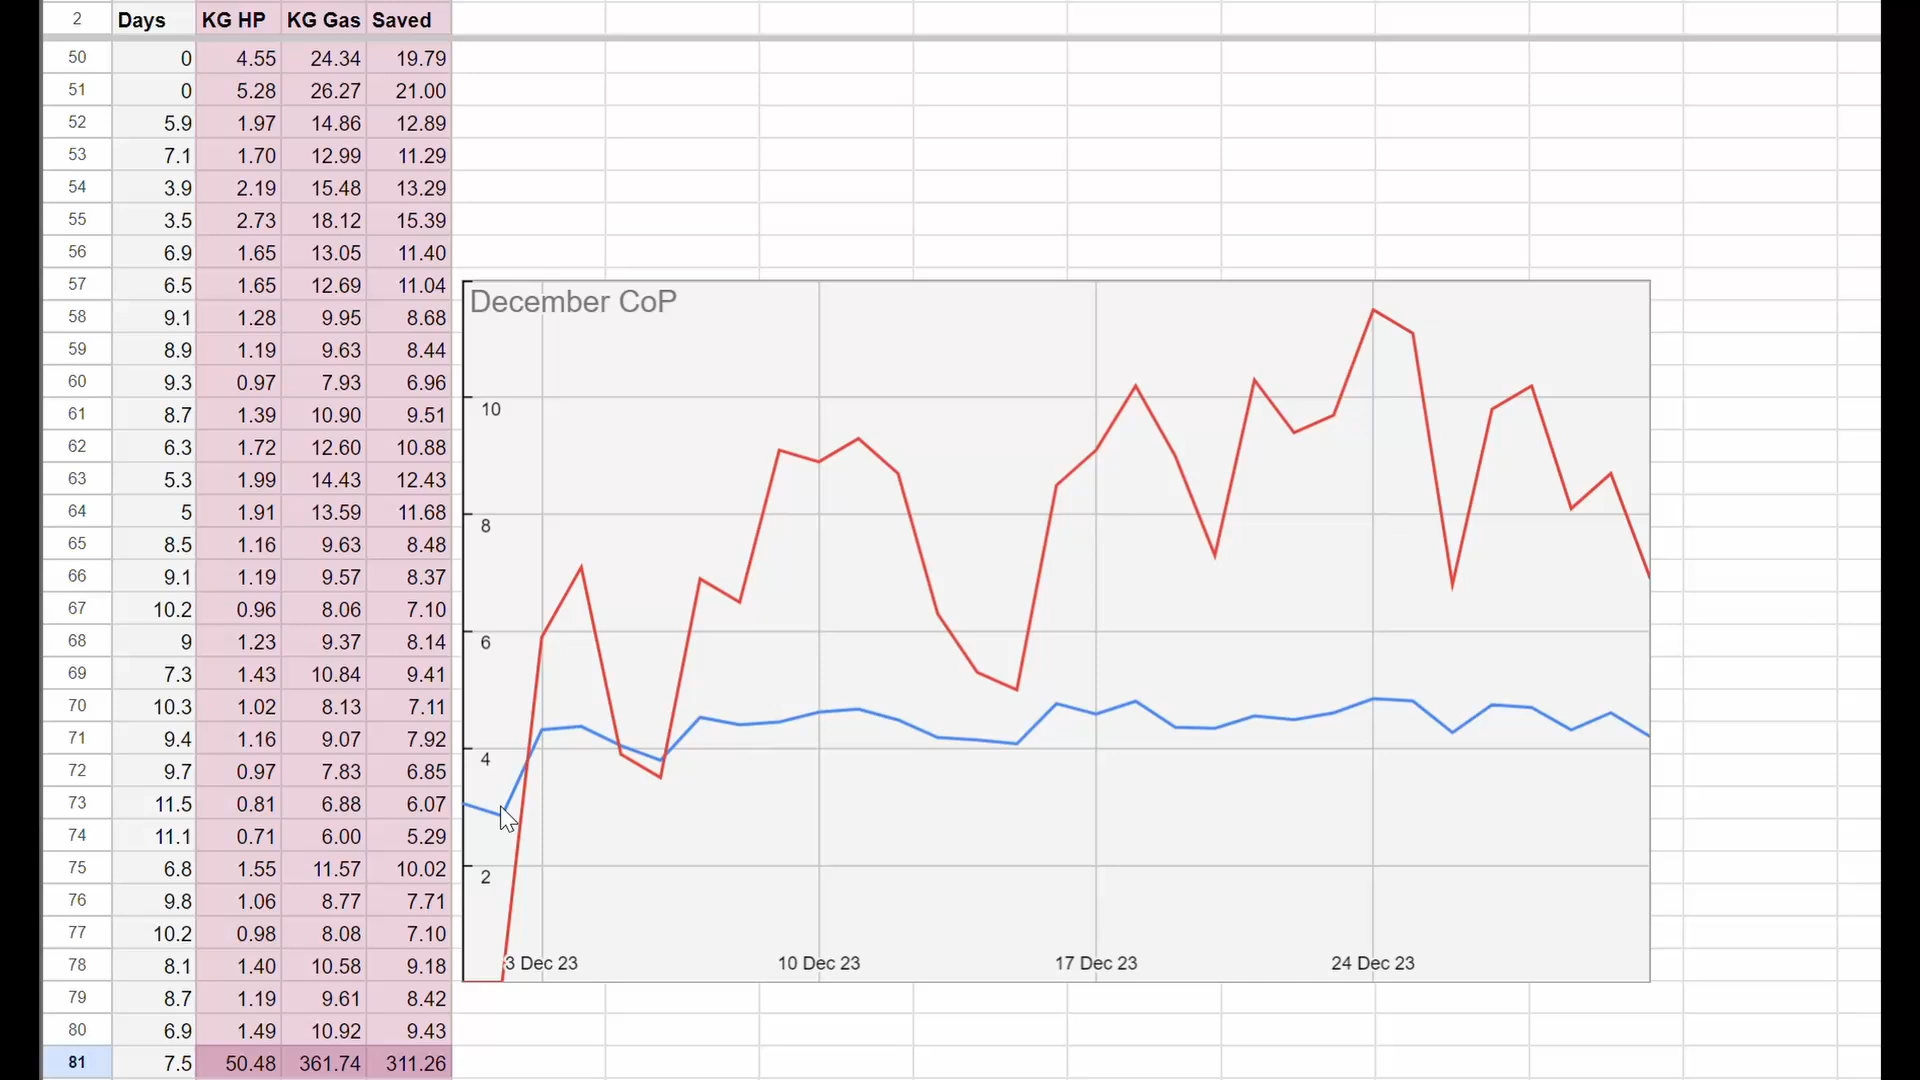 2 Days KG HP KG Gas Saved
50 0 4.55 24.34 19.79
51 0 5.28 26.27 21.00
52 5.9 1.97 14.86 12.89
53 7.1 1.70 12.99 11.29
54 3.9 2.19 15.48 13.29
55 3.5 2.73 18.12 15.39
56 6.9 1.65 13.05 11.40
57 6.5 1.65 12.69 11.04
58 9.1 1.28 9.95 8.68
59 8.9 1.19 9.63 8.44
60 9.3 0.97 7.93 6.96
61 8.7 1.39 10.90 9.51
62 6.3 1.72 12.60 10.88
63 5.3 1.99 14.43 12.43
64 5 1.91 13.59 11.68
65 8.5 1.16 9.63 8.48
66 9.1 1.19 9.57 8.37
67 10.2 0.96 8.06 7.10
68 9 1.23 9.37 8.14
69 7.3 1.43 10.84 9.41
70 10.3 1.02 8.13 7.11
71 9.4 1.16 9.07 7.92
72 9.7 0.97 7.83 6.85
73 11.5 0.81 6.88 6.07
74 11.1 0.71 6.00 5.29
75 6.8 1.55 11.57 10.02
76 9.8 1.06 8.77 7.71
77 10.2 0.98 8.08 7.10
78 8.1 1.40 10.58 9.18
79 8.7 1.19 9.61 8.42
80 6.9 1.49 10.92 9.43
81 7.5 50.48 361.74 311.26
December CoP
10
8
6
4
2
3 Dec 23 10 Dec 23 17 Dec 23 24 Dec 23